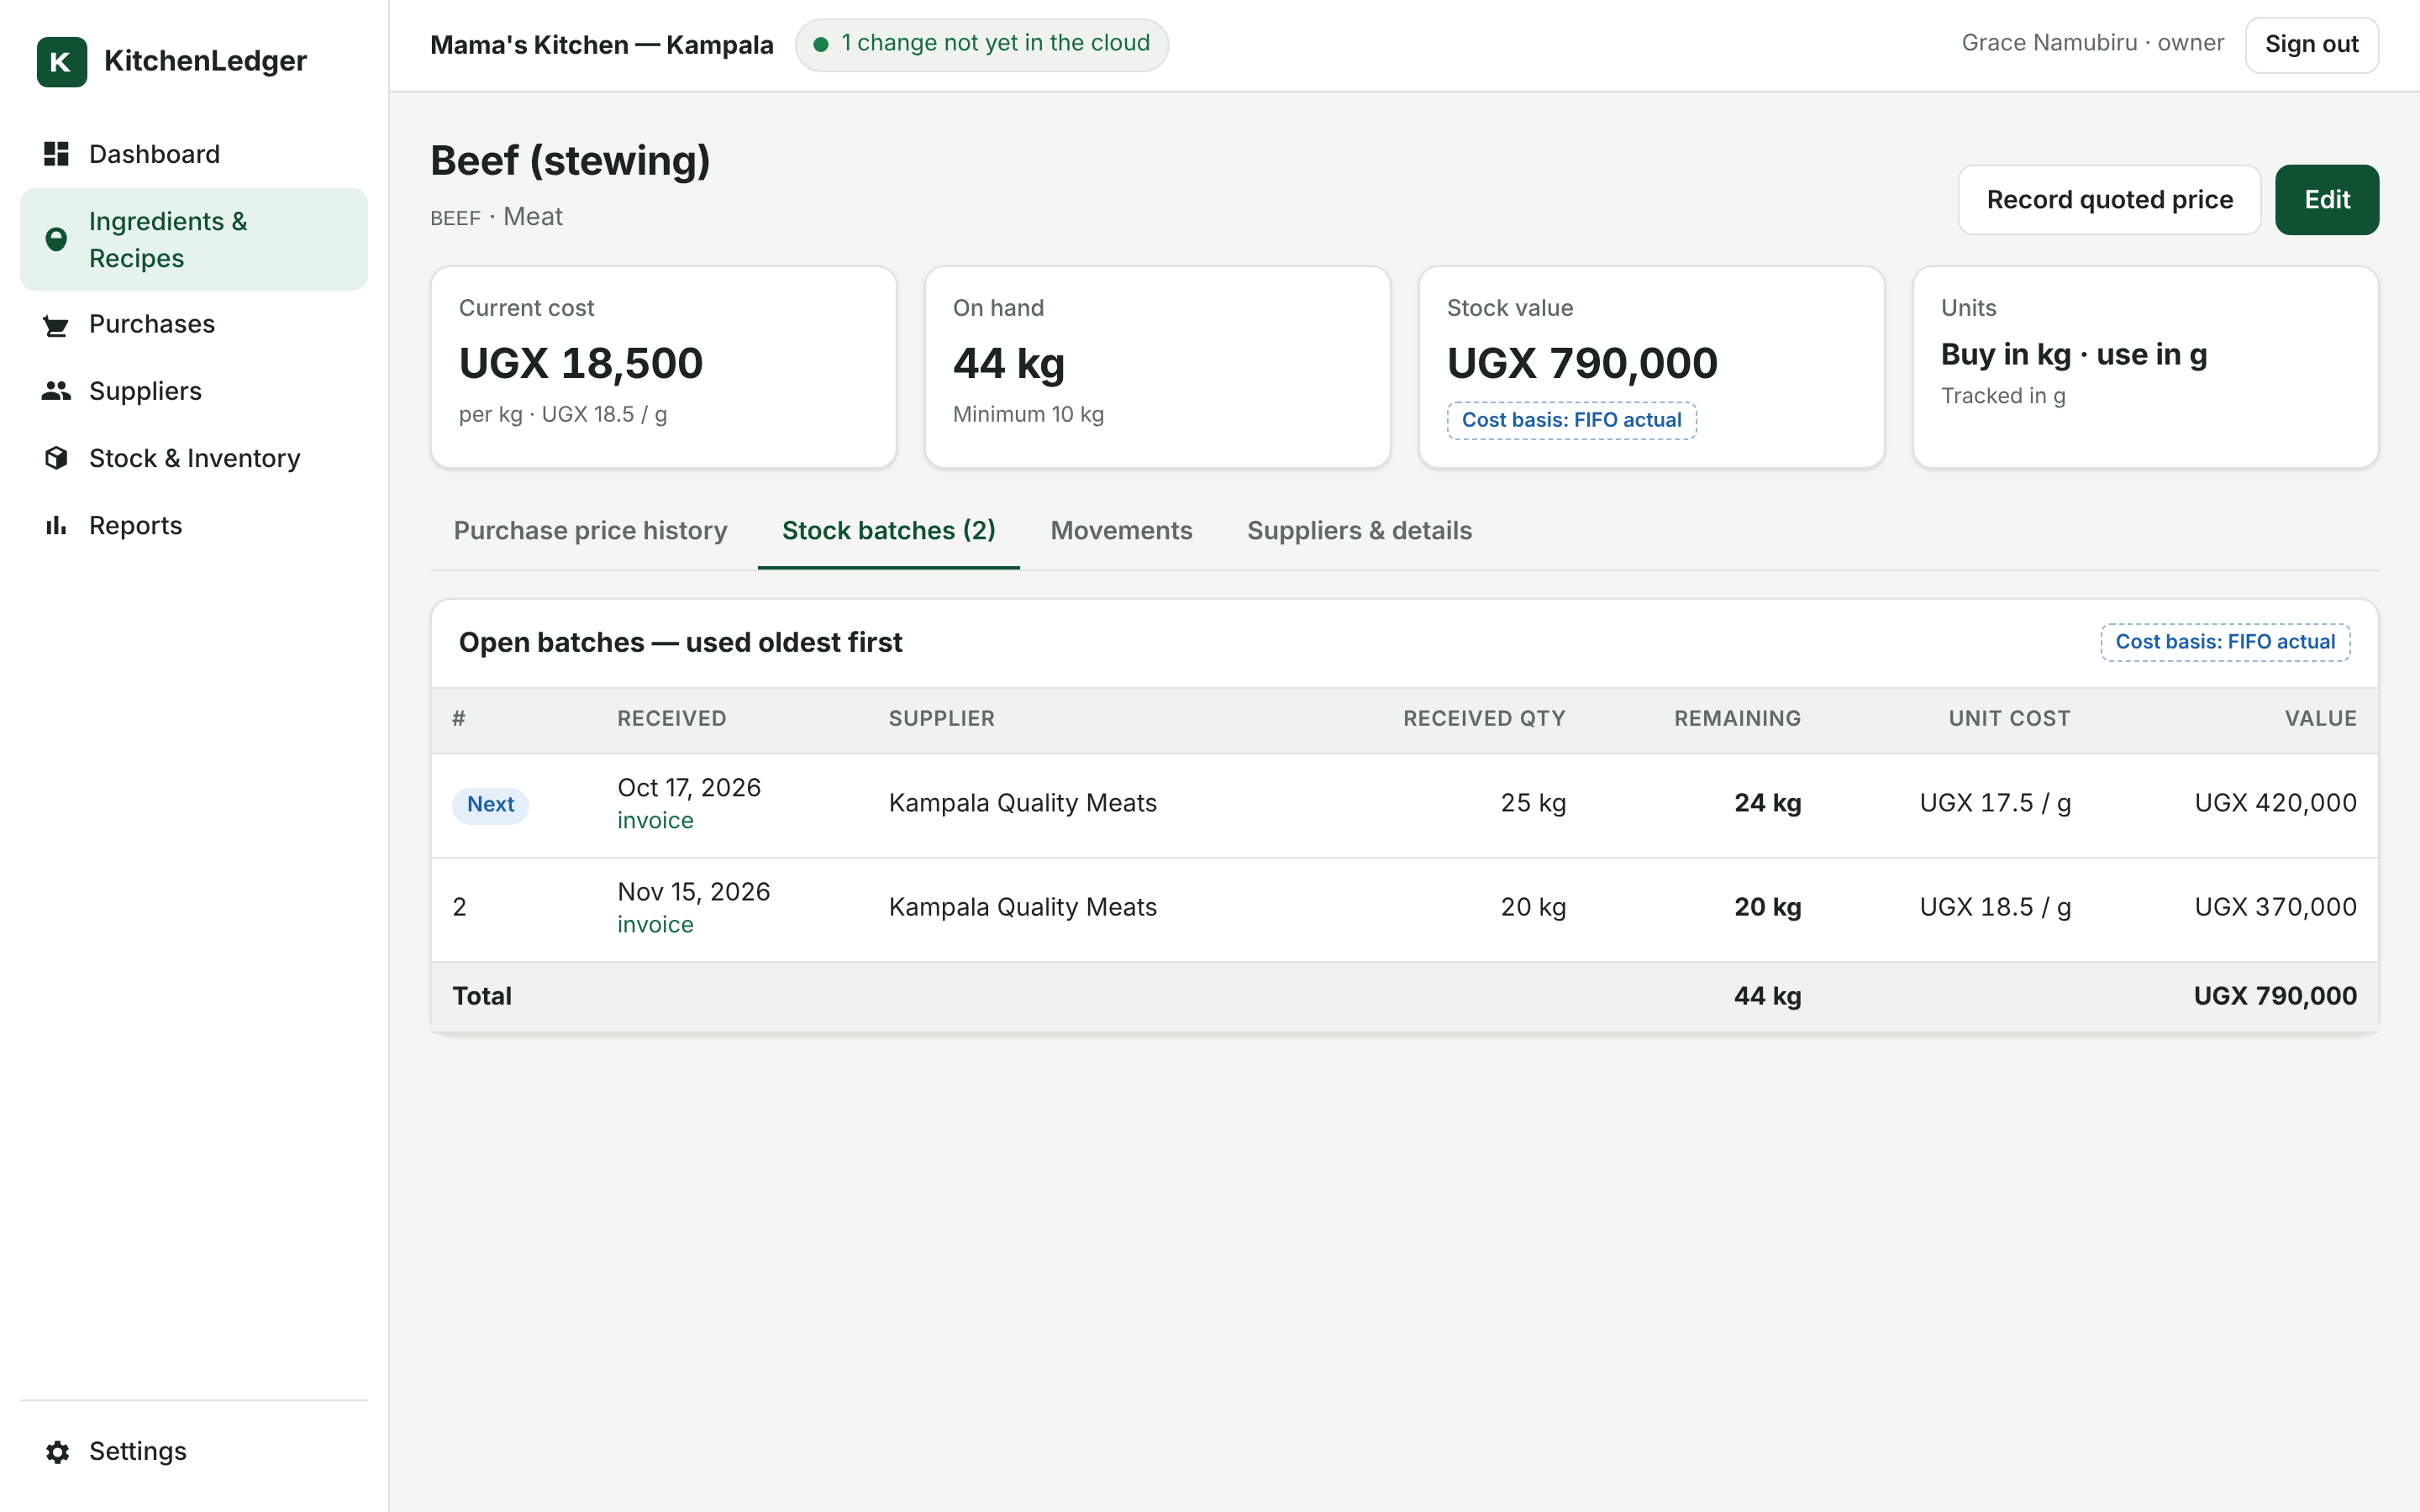 K KitchenLedger
Dashboard
Ingredients &
Recipes
Purchases
Suppliers
Stock & Inventory
Reports
Settings
Mama's Kitchen — Kampala
1 change not yet in the cloud
Grace Namubiru · owner
Sign out
Beef (stewing)
BEEF · Meat
Record quoted price
Edit
Current cost
UGX 18,500
per kg · UGX 18.5 / g
On hand
44 kg
Minimum 10 kg
Stock value
UGX 790,000
Cost basis: FIFO actual
Units
Buy in kg · use in g
Tracked in g
Purchase price history Stock batches (2) Movements Suppliers & details
Open batches — used oldest first Cost basis: FIFO actual
# RECEIVED SUPPLIER RECEIVED QTY REMAINING UNIT COST VALUE
Next Oct 17, 2026 Kampala Quality Meats 25 kg 24 kg UGX 17.5 / g UGX 420,000
invoice
2 Nov 15, 2026 Kampala Quality Meats 20 kg 20 kg UGX 18.5 / g UGX 370,000
invoice
Total 44 kg UGX 790,000